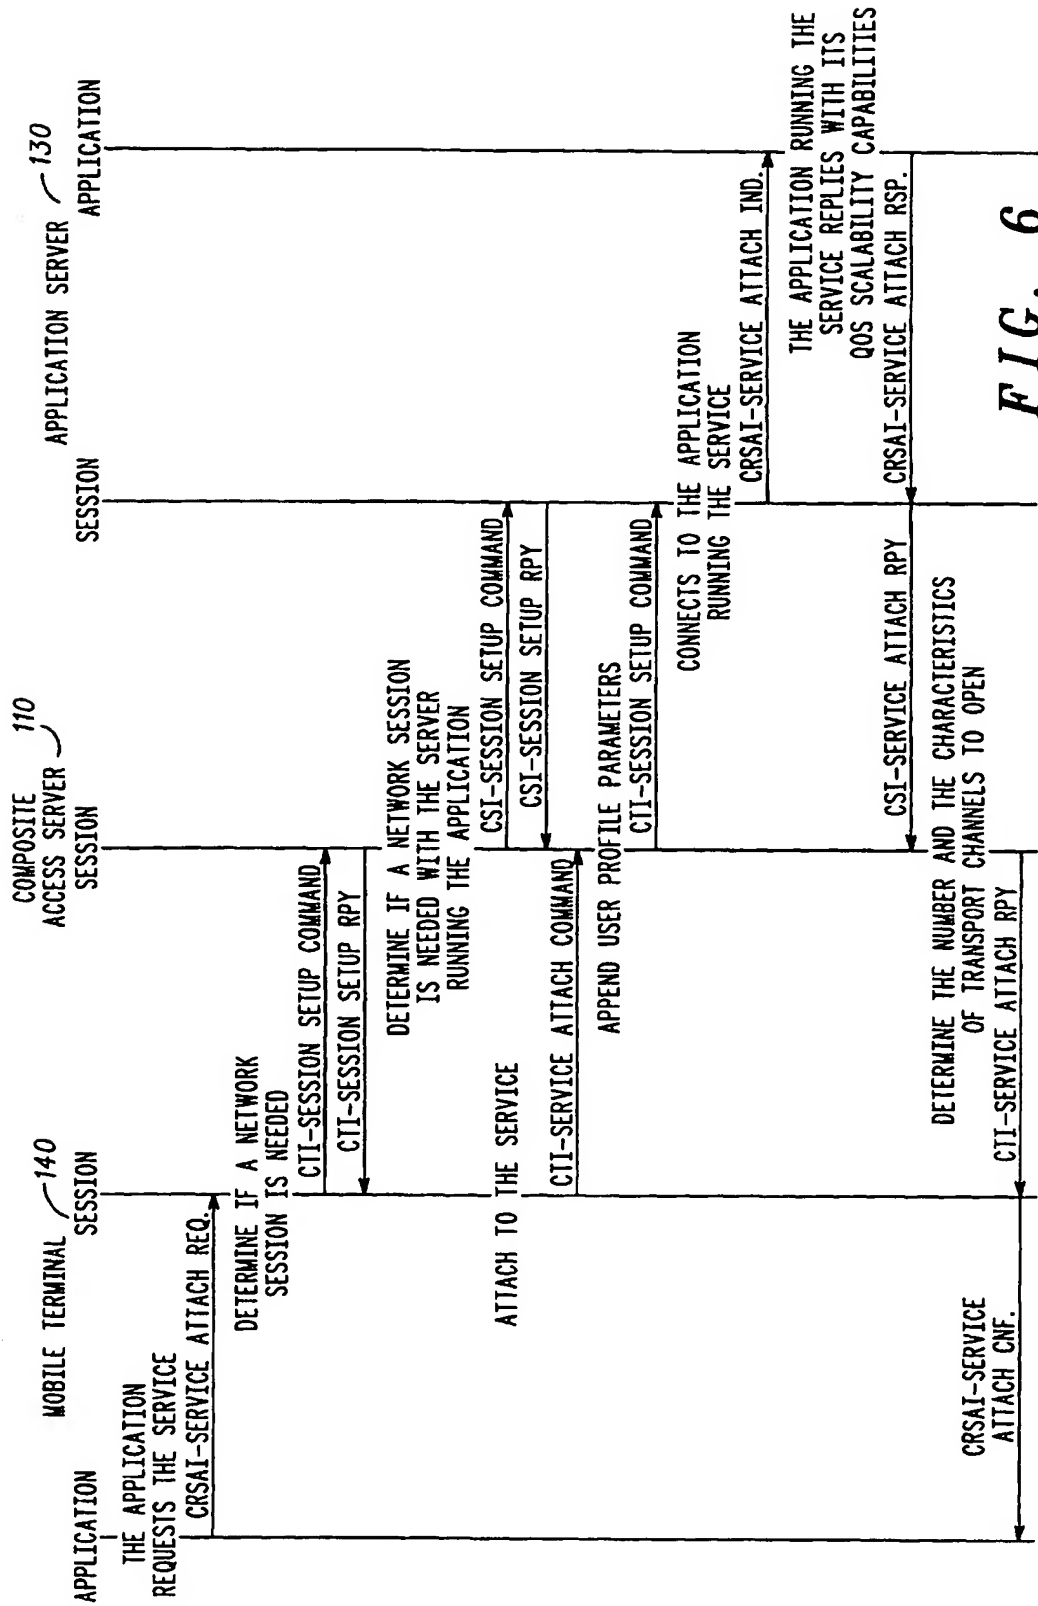 MOBILE TERMINAL 140
COMPOSITE
ACCESS SERVER 110
APPLICATION SERVER 130
APPLICATION
SESSION
SESSION
SESSION
APPLICATION
THE APPLICATION
REQUESTS THE SERVICE
CRSAI-SERVICE ATTACH REQ.
DETERMINE IF A NETWORK
SESSION IS NEEDED
CTI-SESSION SETUP COMMAND
CTI-SESSION SETUP RPY
DETERMINE IF A NETWORK SESSION
IS NEEDED WITH THE SERVER
RUNNING THE APPLICATION
CSI-SESSION SETUP COMMAND
CSI-SESSION SETUP RPY
ATTACH TO THE SERVICE
CTI-SERVICE ATTACH COMMAND
APPEND USER PROFILE PARAMETERS
CTI-SESSION SETUP COMMAND
CONNECTS TO THE APPLICATION
RUNNING THE SERVICE
CRSAI-SERVICE ATTACH IND.
THE APPLICATION RUNNING THE
SERVICE REPLIES WITH ITS
QOS SCALABILITY CAPABILITIES
CRSAI-SERVICE ATTACH RSP.
CSI-SERVICE ATTACH RPY
DETERMINE THE NUMBER AND THE CHARACTERISTICS
OF TRANSPORT CHANNELS TO OPEN
CTI-SERVICE ATTACH RPY
CRSAI-SERVICE
ATTACH CNF.
FIG. 6